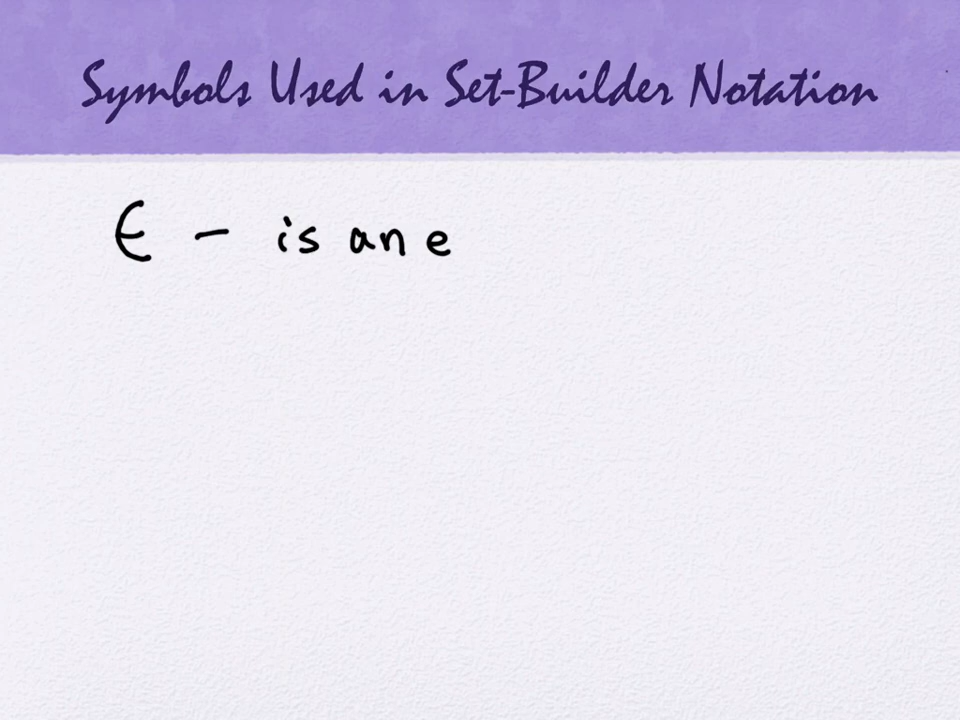 Symbols Used in Set-Builder Notation
∈ - is an e